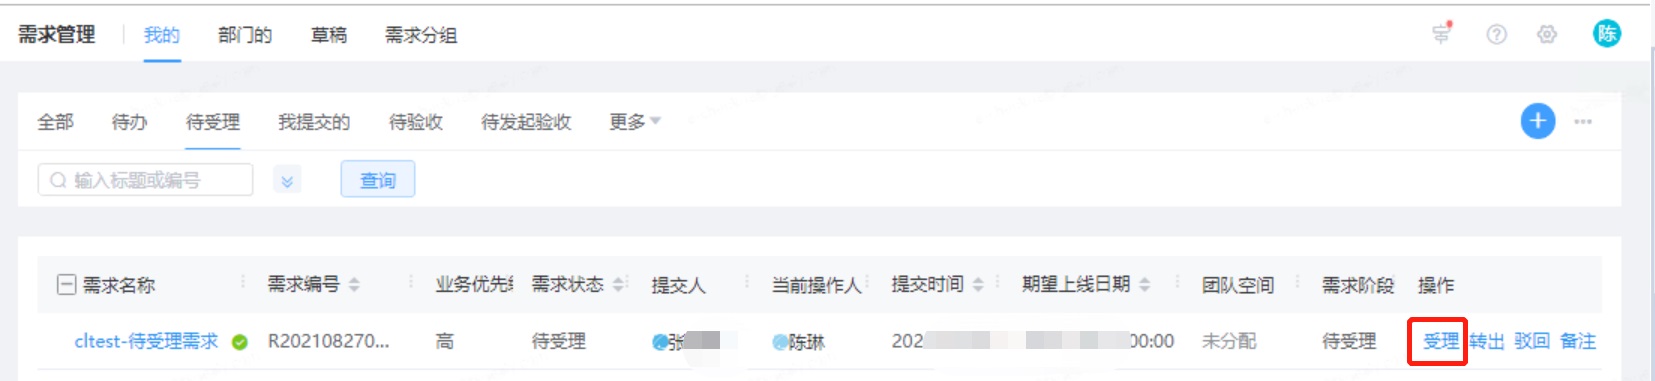 需求管理 我的 部门的 草稿 需求分组 陈
全部 待办 待受理 我提交的 待验收 待发起验收 更多
输入标题或编号 查询
需求名称 需求编号 业务优先级 需求状态 提交人 当前操作人 提交时间 期望上线日期 团队空间 需求阶段 操作
cltest-待受理需求 R202108270... 高 待受理 张 陈琳 202 00:00 未分配 待受理 受理 转出 驳回 备注